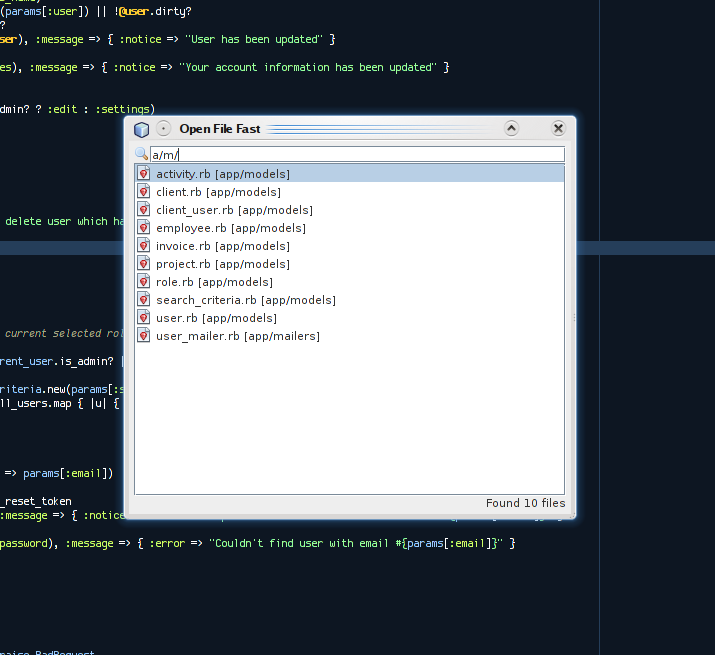 (params[:user]) || !@user.dirty?
?
ser), :message => { :notice => "User has been updated" }
es), :message => { :notice => "Your account information has been updated" }
dmin? ? :edit : :settings)
Open File Fast
a/m/
activity.rb [app/models]
client.rb [app/models]
client_user.rb [app/models]
employee.rb [app/models]
invoice.rb [app/models]
project.rb [app/models]
role.rb [app/models]
search_criteria.rb [app/models]
user.rb [app/models]
user_mailer.rb [app/mailers]
Found 10 files
delete user which ha
current selected rol
rent_user.is_admin? |
riteria.new(params[:s
ll_users.map { |u| {
=> params[:email])
_reset_token
:message => { :notice
password), :message => { :error => "Couldn't find user with email #{params[:email]}" }